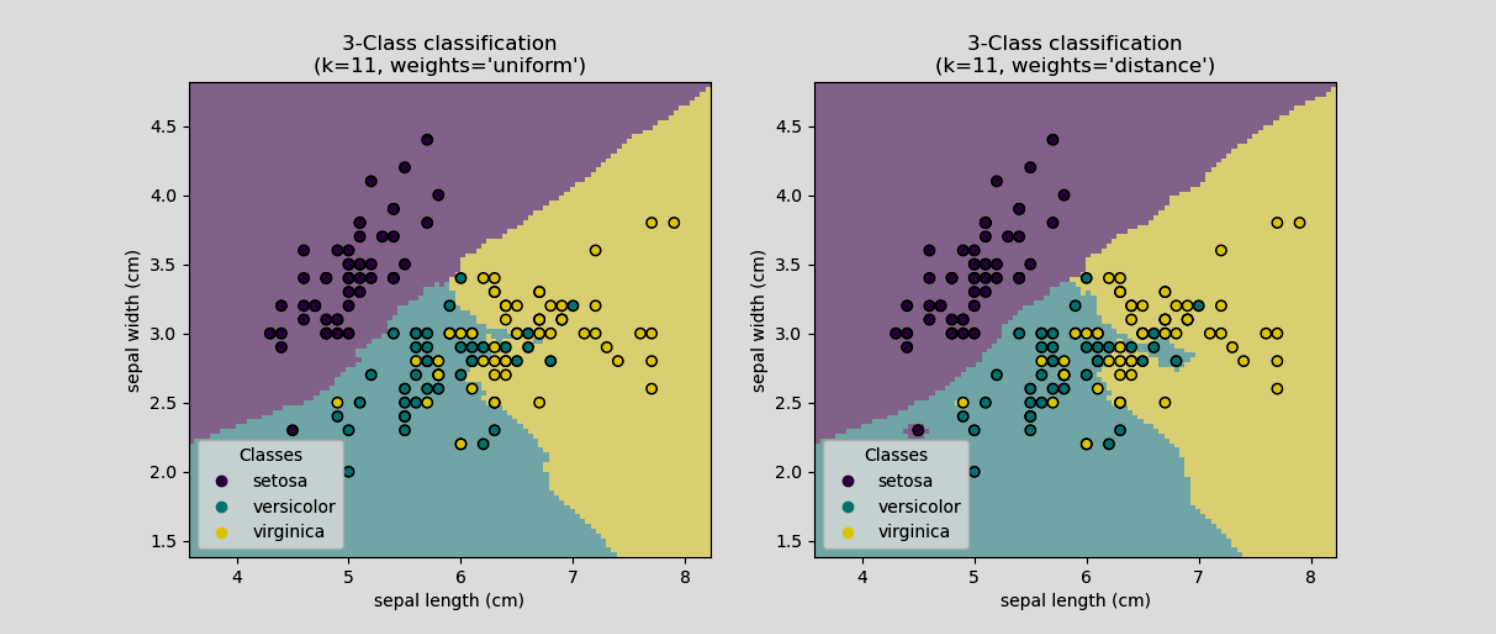 3-Class classification
(k=11, weights='uniform')
4.5
4.0
3.5
3.0
2.5
2.0
1.5
sepal width (cm)
Classes
setosa
versicolor
virginica
4 5 6 7 8
sepal length (cm)
3-Class classification
(k=11, weights='distance')
4.5
4.0
3.5
3.0
2.5
2.0
1.5
sepal width (cm)
Classes
setosa
versicolor
virginica
4 5 6 7 8
sepal length (cm)